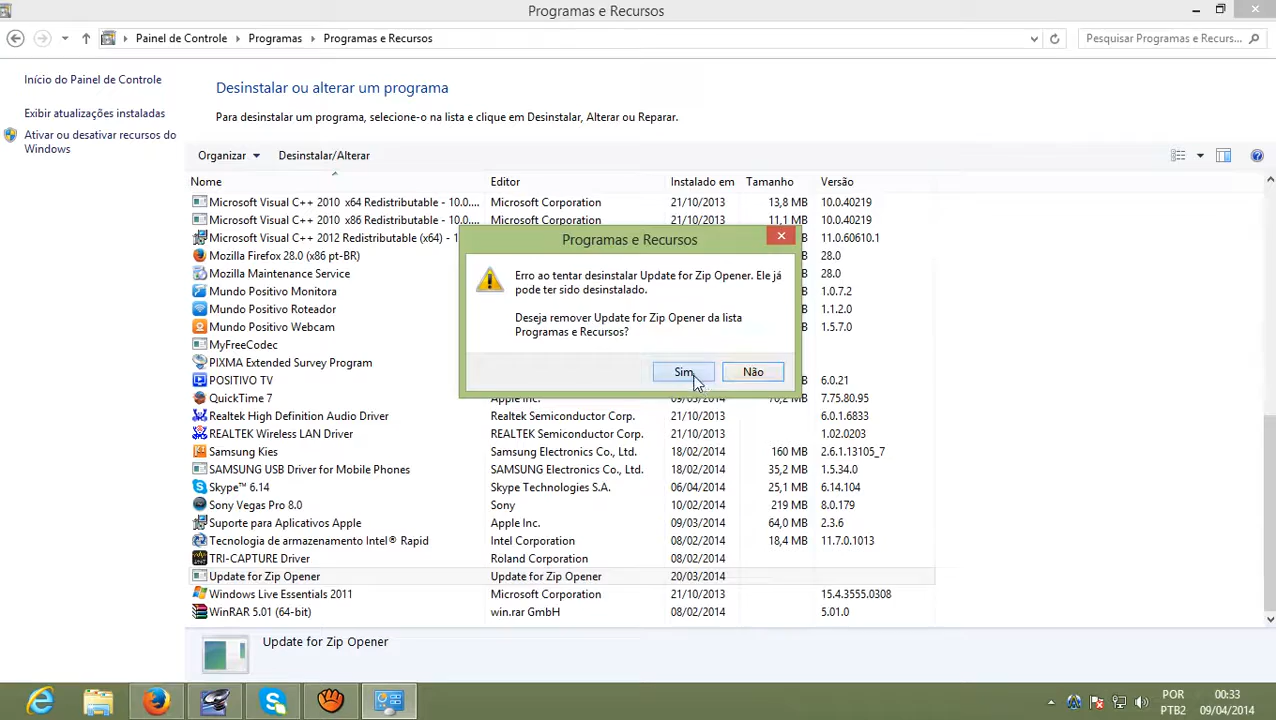 Programas e Recursos
Painel de Controle Programas Programas e Recursos Pesquisar Programas e Recurs...
Início do Painel de Controle
Exibir atualizações instaladas
Ativar ou desativar recursos do
Windows
Desinstalar ou alterar um programa
Para desinstalar um programa, selecione-o na lista e clique em Desinstalar, Alterar ou Reparar.
Organizar Desinstalar/Alterar
Nome Editor Instalado em Tamanho Versão
Microsoft Visual C++ 2010 x64 Redistributable - 10.0.... Microsoft Corporation 21/10/2013 13,8 MB 10.0.40219
Microsoft Visual C++ 2010 x86 Redistributable - 10.0.... Microsoft Corporation 21/10/2013 11,1 MB 10.0.40219
Microsoft Visual C++ 2012 Redistributable (x64) - 1 11.0.60610.1
Mozilla Firefox 28.0 (x86 pt-BR) 28.0
Mozilla Maintenance Service 28.0
Mundo Positivo Monitora 1.0.7.2
Mundo Positivo Roteador 1.1.2.0
Mundo Positivo Webcam 1.5.7.0
MyFreeCodec
PIXMA Extended Survey Program
POSITIVO TV 6.0.21
QuickTime 7 Apple Inc. 09/03/2014 70,2 MB 7.75.80.95
Realtek High Definition Audio Driver Realtek Semiconductor Corp. 21/10/2013 6.0.1.6833
REALTEK Wireless LAN Driver REALTEK Semiconductor Corp. 21/10/2013 1.02.0203
Samsung Kies Samsung Electronics Co., Ltd. 18/02/2014 160 MB 2.6.1.13105_7
SAMSUNG USB Driver for Mobile Phones SAMSUNG Electronics Co., Ltd. 18/02/2014 35,2 MB 1.5.34.0
Skype™ 6.14 Skype Technologies S.A. 06/04/2014 25,1 MB 6.14.104
Sony Vegas Pro 8.0 Sony 10/02/2014 219 MB 8.0.179
Suporte para Aplicativos Apple Apple Inc. 09/03/2014 64,0 MB 2.3.6
Tecnologia de armazenamento Intel® Rapid Intel Corporation 08/02/2014 18,4 MB 11.7.0.1013
TRI-CAPTURE Driver Roland Corporation 08/02/2014
Update for Zip Opener Update for Zip Opener 20/03/2014
Windows Live Essentials 2011 Microsoft Corporation 21/10/2013 15.4.3555.0308
WinRAR 5.01 (64-bit) win.rar GmbH 08/02/2014 5.01.0
Programas e Recursos
Erro ao tentar desinstalar Update for Zip Opener. Ele já
pode ter sido desinstalado.
Deseja remover Update for Zip Opener da lista
Programas e Recursos?
Sim Não
Update for Zip Opener
POR 00:33
PTB2 09/04/2014